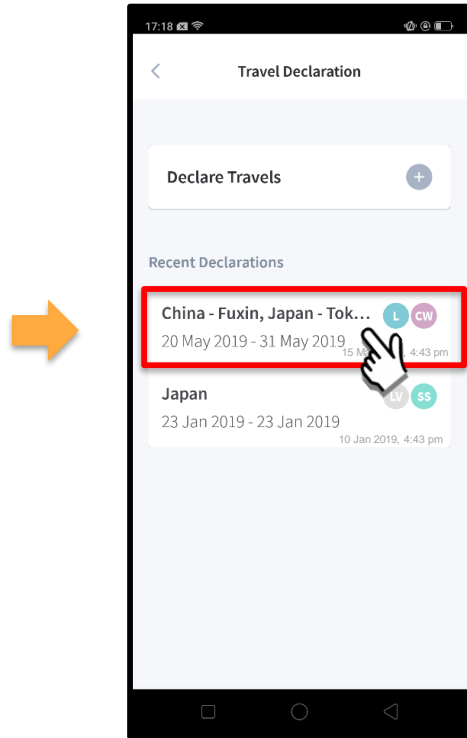 17:18
Travel Declaration
Declare Travels
Recent Declarations
China - Fuxin, Japan - Tok...
L CW
20 May 2019 - 31 May 2019
15 4:43 pm
Japan
LV SS
23 Jan 2019 - 23 Jan 2019
10 Jan 2019, 4:43 pm